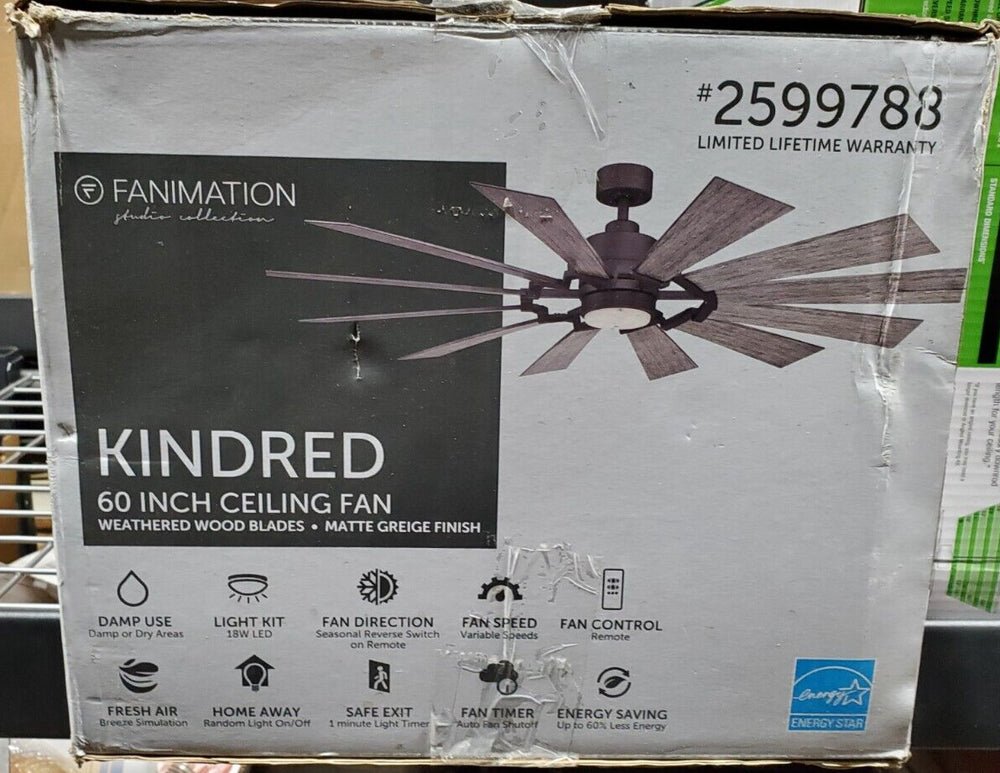 #2599788
LIMITED LIFETIME WARRANTY
FANIMATION
studio collection
KINDRED
60 INCH CEILING FAN
WEATHERED WOOD BLADES • MATTE GREIGE FINISH
DAMP USE
Damp or Dry Areas
LIGHT KIT
18W LED
FAN DIRECTION
Seasonal Reverse Switch
on Remote
FAN SPEED
Variable Speeds
FAN CONTROL
Remote
FRESH AIR
Breeze Simulation
HOME AWAY
Random Light On/Off
SAFE EXIT
1 minute Light Timer
FAN TIMER
Auto Fan Shutoff
ENERGY SAVING
Up to 60% Less Energy
energy
ENERGY STAR
STANDARD DIMENSIONS